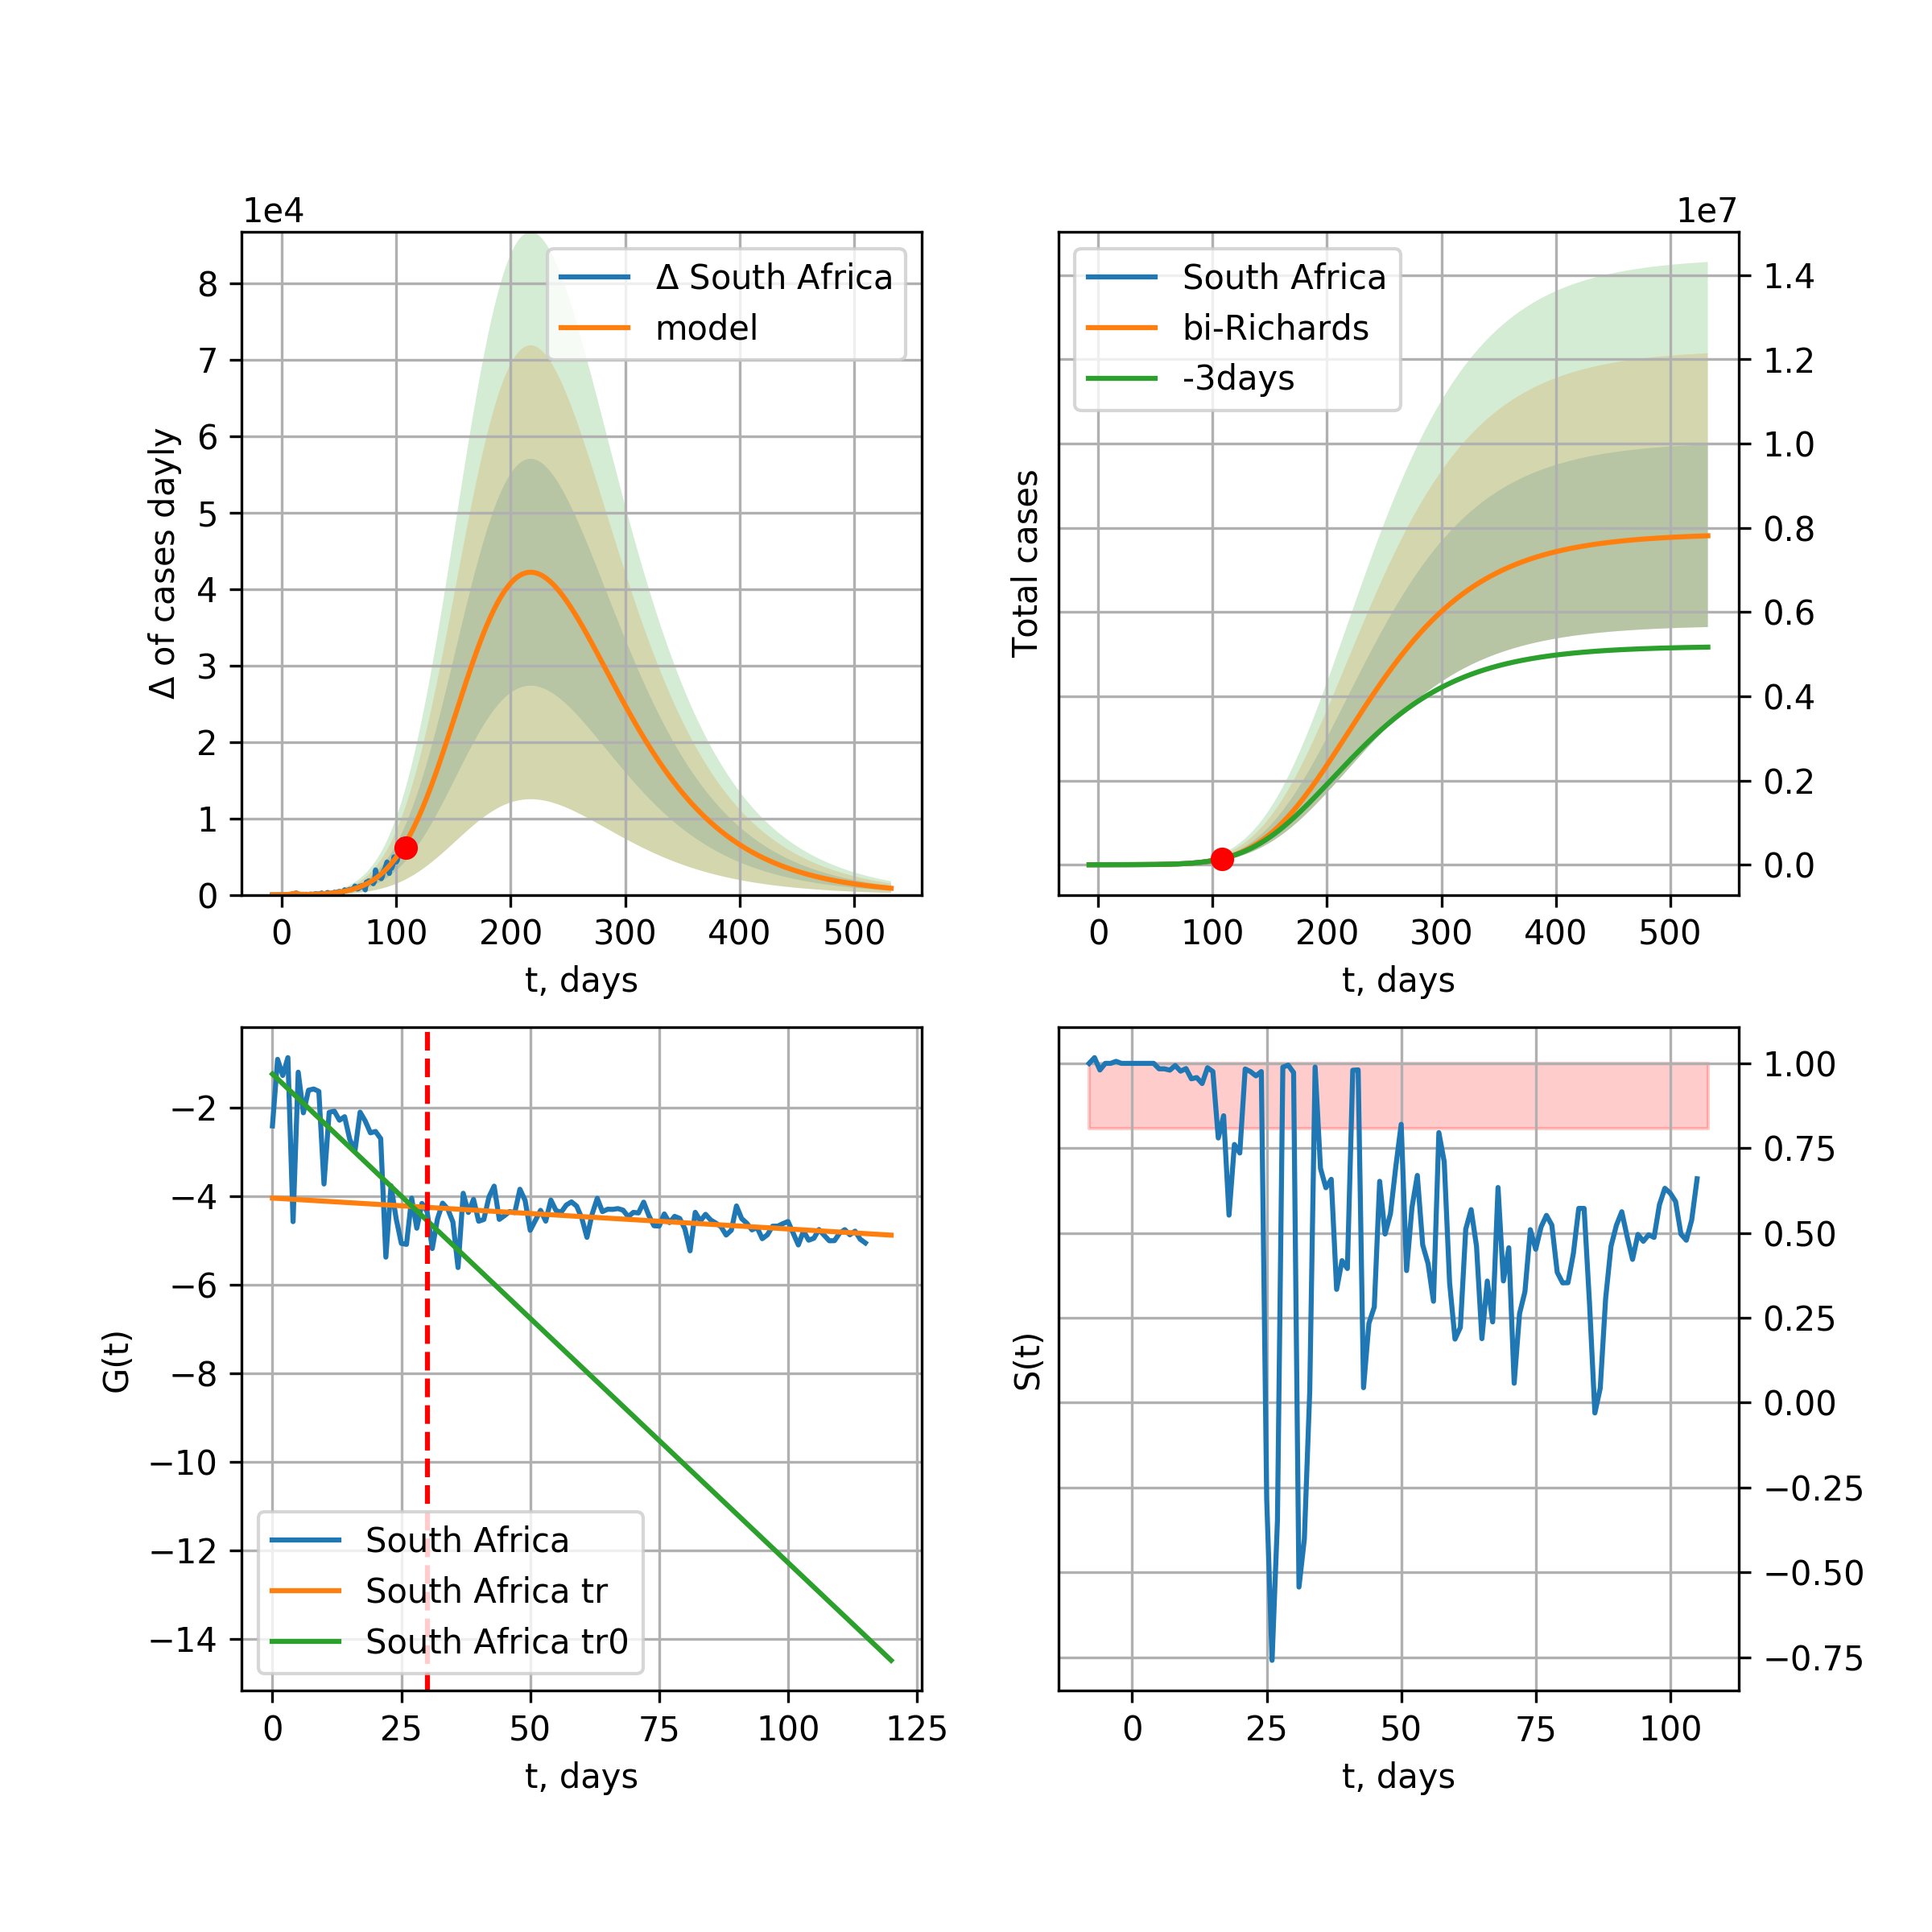 1e4
8
7
6
5
4
3
2
1
0
Δ of cases dayly
Δ South Africa
model
0 100 200 300 400 500
t, days
1e7
South Africa
bi-Richards
-3days
Total cases
1.4
1.2
1.0
0.8
0.6
0.4
0.2
0.0
0 100 200 300 400 500
t, days
−2
−4
−6
−8
−10
−12
−14
G(t)
South Africa
South Africa tr
South Africa tr0
0 25 50 75 100 125
t, days
S(t)
1.00
0.75
0.50
0.25
0.00
−0.25
−0.50
−0.75
0 25 50 75 100
t, days